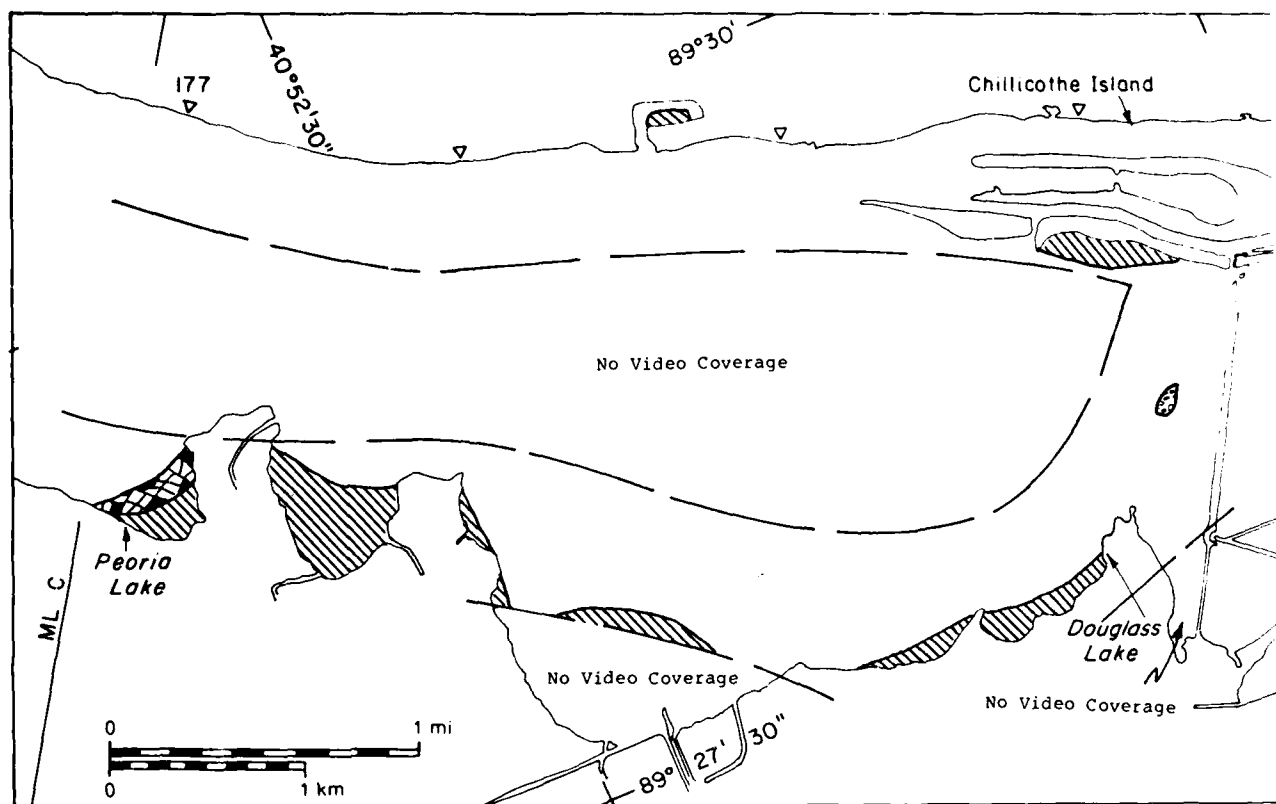 177
40°52'30"
89°30'
Chillicothe Island
No Video Coverage
Peoria
Lake
ML C
Douglass
Lake
N
No Video Coverage
No Video Coverage
89° 27' 30"
0
1 mi
0
1 km